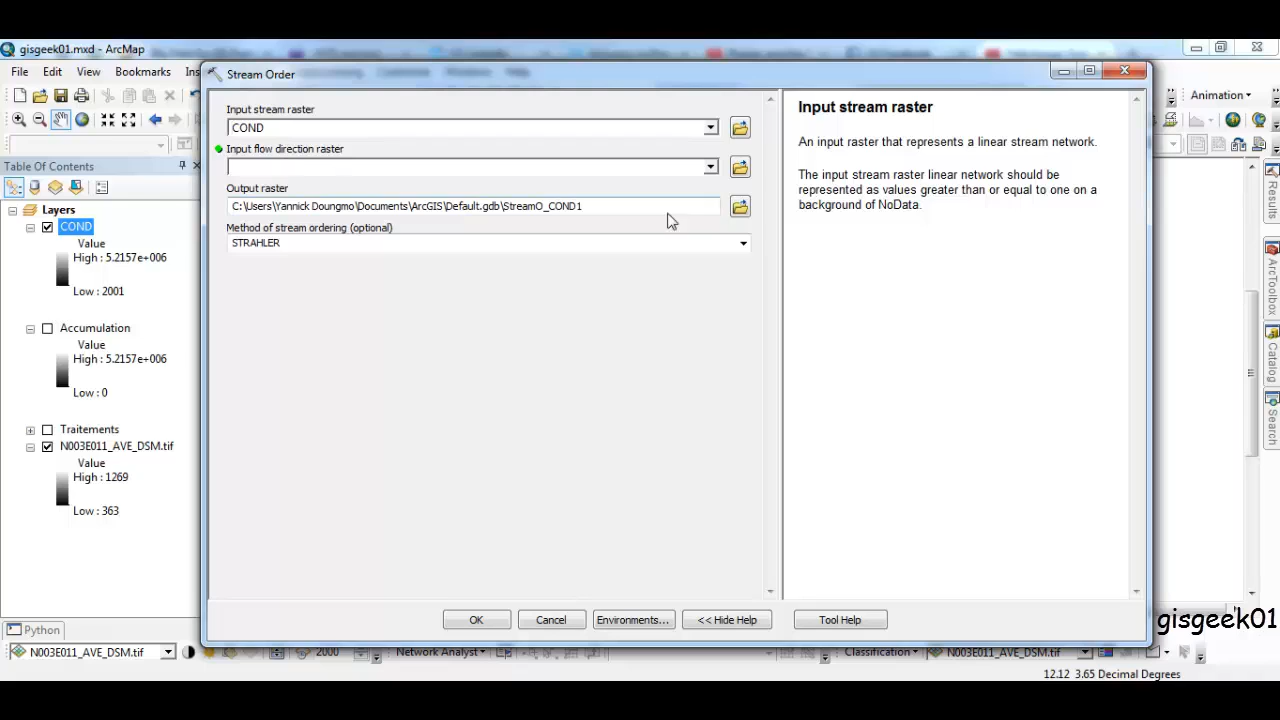 gisgeek01.mxd - ArcMap
File Edit View Bookmarks Ins
Animation
Table Of Contents
Layers
COND
Value
High : 5.2157e+006
Low : 2001
Accumulation
Value
High : 5.2157e+006
Low : 0
Traitements
N003E011_AVE_DSM.tif
Value
High : 1269
Low : 363
Python
Stream Order
Input stream raster
COND
Input flow direction raster
Output raster
C:\Users\Yannick Doungmo\Documents\ArcGIS\Default.gdb\StreamO_COND1
Method of stream ordering (optional)
STRAHLER
OK Cancel Environments... << Hide Help Tool Help
Input stream raster
An input raster that represents a linear stream network.
The input stream raster linear network should be
represented as values greater than or equal to one on a
background of NoData.
Results
ArcToolbox
Catalog
Search
gisgeek01
N003E011_AVE_DSM.tif 2000 Network Analyst Classification N003E011_AVE_DSM.tif
12.12 3.65 Decimal Degrees